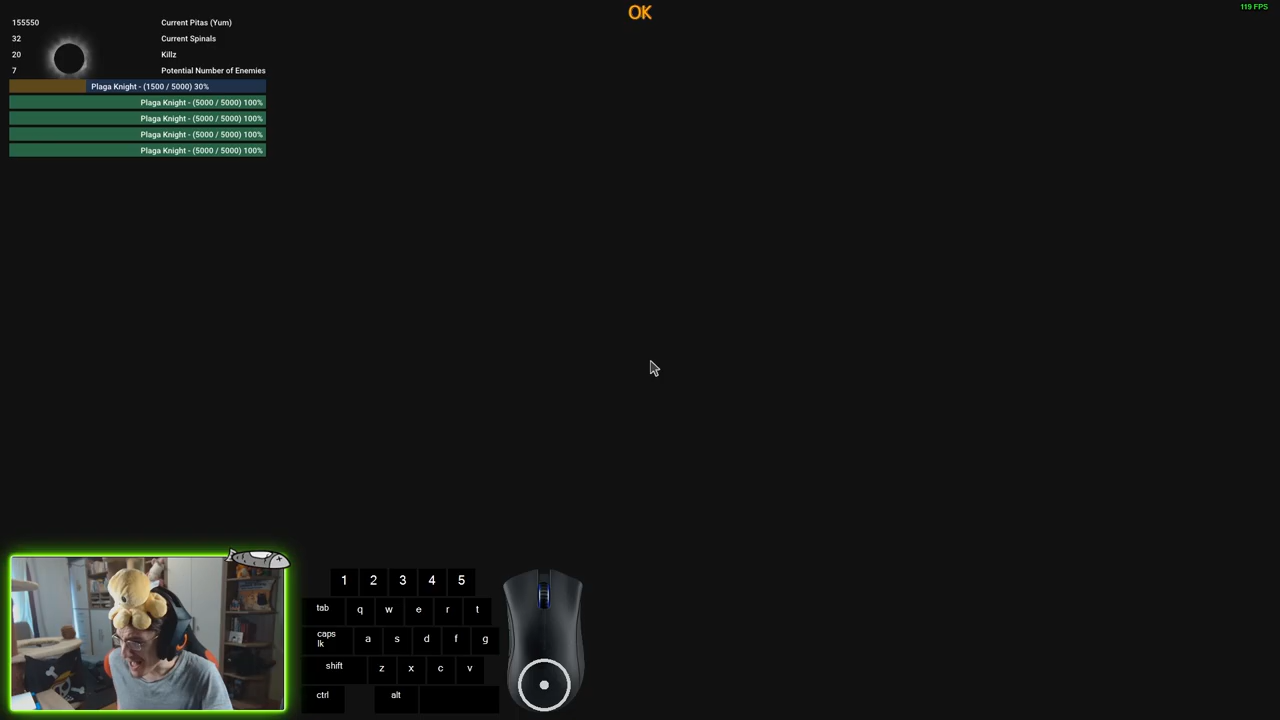 OK
119 FPS
155550 Current Pitas (Yum)
32 Current Spinals
20 Killz
7 Potential Number of Enemies
Plaga Knight - (1500 / 5000) 30%
Plaga Knight - (5000 / 5000) 100%
Plaga Knight - (5000 / 5000) 100%
Plaga Knight - (5000 / 5000) 100%
Plaga Knight - (5000 / 5000) 100%
1 2 3 4 5
tab q w e r t
caps
lk a s d f g
shift z x c v
ctrl alt